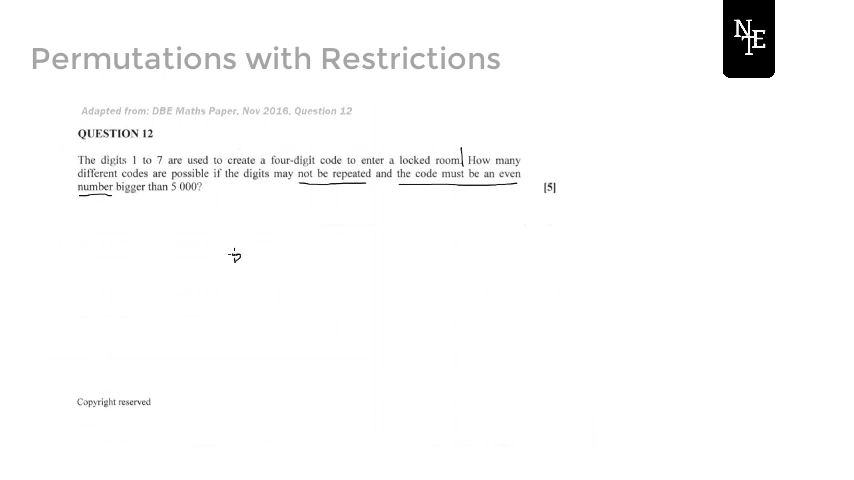 Permutations with Restrictions
NTE
Adapted from: DBE Maths Paper, Nov 2016, Question 12
QUESTION 12
The digits 1 to 7 are used to create a four-digit code to enter a locked room. How many
different codes are possible if the digits may not be repeated and the code must be an even
number bigger than 5 000?
[5]
Copyright reserved